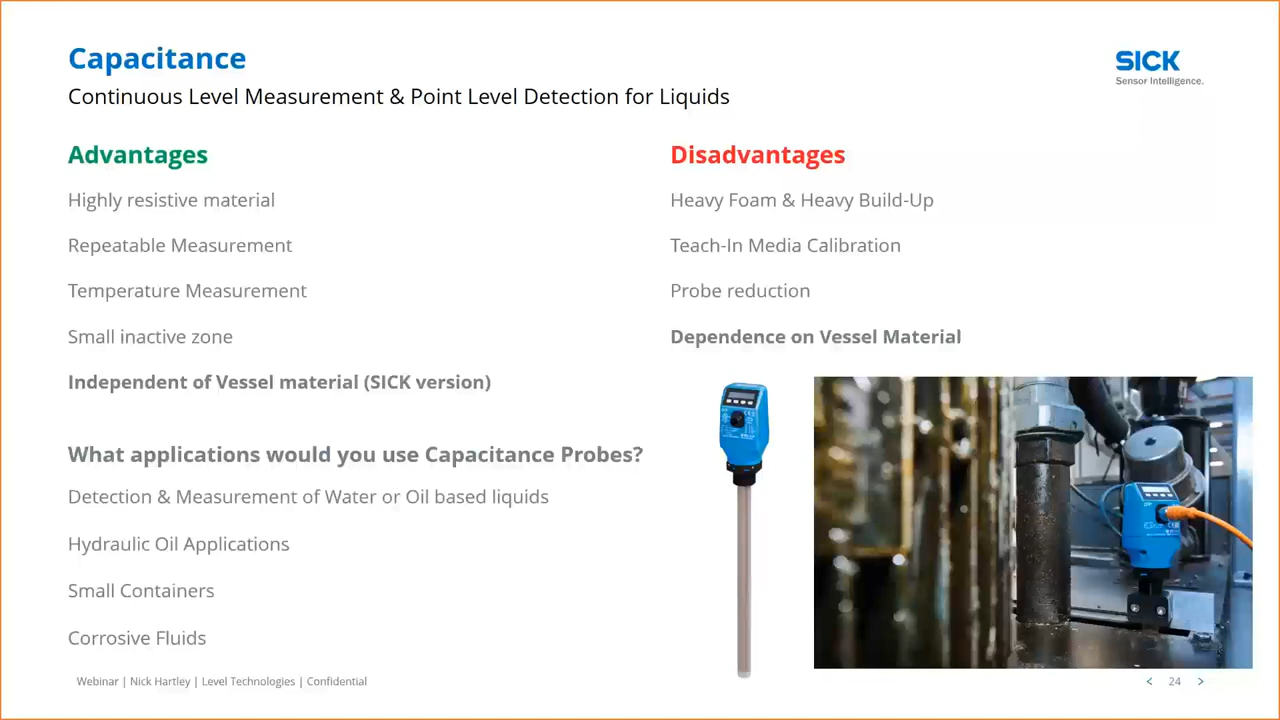 Capacitance
Continuous Level Measurement & Point Level Detection for Liquids
SICK
Sensor Intelligence.
Advantages
Highly resistive material
Repeatable Measurement
Temperature Measurement
Small inactive zone
Independent of Vessel material (SICK version)
What applications would you use Capacitance Probes?
Detection & Measurement of Water or Oil based liquids
Hydraulic Oil Applications
Small Containers
Corrosive Fluids
Disadvantages
Heavy Foam & Heavy Build-Up
Teach-In Media Calibration
Probe reduction
Dependence on Vessel Material
Webinar | Nick Hartley | Level Technologies | Confidential
< 24 >